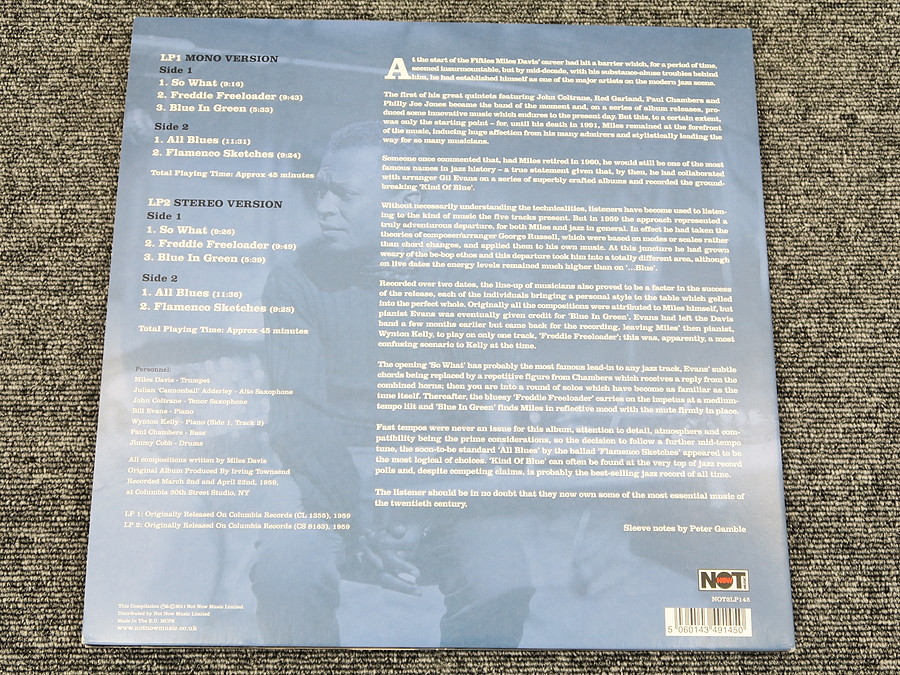 LP1 MONO VERSION
Side 1
1. So What (9:16)
2. Freddie Freeloader (9:43)
3. Blue In Green (5:33)
Side 2
1. All Blues (11:31)
2. Flamenco Sketches (9:24)
Total Playing Time: Approx 45 minutes
LP2 STEREO VERSION
Side 1
1. So What (9:26)
2. Freddie Freeloader (9:49)
3. Blue In Green (5:39)
Side 2
1. All Blues (11:36)
2. Flamenco Sketches (9:25)
Total Playing Time: Approx 45 minutes
Personnel:
Miles Davis - Trumpet
Julian 'Cannonball' Adderley - Alto Saxophone
John Coltrane - Tenor Saxophone
Bill Evans - Piano
Wynton Kelly - Piano (Side 1, Track 2)
Paul Chambers - Bass
Jimmy Cobb - Drums
All compositions written by Miles Davis
Original Album Produced By Irving Townsend
Recorded March 2nd and April 22nd, 1959,
at Columbia 30th Street Studio, NY
LP 1: Originally Released On Columbia Records (CL 1355), 1959
LP 2: Originally Released On Columbia Records (CS 8163), 1959
This Compilation ℗&© 2011 Not Now Music Limited
Distributed by Not Now Music Limited
Made In The E.U. MCPS
www.notnowmusic.co.uk
At the start of the Fifties Miles Davis' career had hit a barrier which, for a period of time,
seemed insurmountable, but by mid-decade, with his substance-abuse troubles behind
him, he had established himself as one of the major artists on the modern jazz scene.
The first of his great quintets featuring John Coltrane, Red Garland, Paul Chambers and
Philly Joe Jones became the band of the moment and, on a series of album releases, pro-
duced some innovative music which endures to the present day. But this, to a certain extent,
was only the starting point – for, until his death in 1991, Miles remained at the forefront
of the music, inducing huge affection from his many admirers and stylistically leading the
way for so many musicians.
Someone once commented that, had Miles retired in 1960, he would still be one of the most
famous names in jazz history – a true statement given that, by then, he had collaborated
with arranger Gil Evans on a series of superbly crafted albums and recorded the ground-
breaking 'Kind Of Blue'.
Without necessarily understanding the technicalities, listeners have become used to listen-
ing to the kind of music the five tracks present. But in 1959 the approach represented a
truly adventurous departure, for both Miles and jazz in general. In effect he had taken the
theories of composer/arranger George Russell, which were based on modes or scales rather
than chord changes, and applied them to his own music. At this juncture he had grown
weary of the be-bop ethos and this departure took him into a totally different area, although
on live dates the energy levels remained much higher than on '...Blue'.
Recorded over two dates, the line-up of musicians also proved to be a factor in the success
of the release, each of the individuals bringing a personal style to the table which gelled
into the perfect whole. Originally all the compositions were attributed to Miles himself, but
pianist Evans was eventually given credit for 'Blue In Green'. Evans had left the Davis
band a few months earlier but came back for the recording, leaving Miles' then pianist,
Wynton Kelly, to play on only one track, 'Freddie Freeloader'; this was, apparently, a most
confusing scenario to Kelly at the time.
The opening 'So What' has probably the most famous lead-in to any jazz track, Evans' subtle
chords being replaced by a repetitive figure from Chambers which receives a reply from the
combined horns; then you are into a round of solos which have become as familiar as the
tune itself. Thereafter, the bluesy 'Freddie Freeloader' carries on the impetus at a medium-
tempo lilt and 'Blue In Green' finds Miles in reflective mood with the mute firmly in place.
Fast tempos were never an issue for this album, attention to detail, atmosphere and com-
patibility being the prime considerations, so the decision to follow a further mid-tempo
tune, the soon-to-be standard 'All Blues' by the ballad 'Flamenco Sketches' appeared to be
the most logical of choices. 'Kind Of Blue' can often be found at the very top of jazz record
polls and, despite competing claims, is probably the best-selling jazz record of all time.
The listener should be in no doubt that they now own some of the most essential music of
the twentieth century.
Sleeve notes by Peter Gamble
NOT NOW
NOT2LP145
5 060143 491450